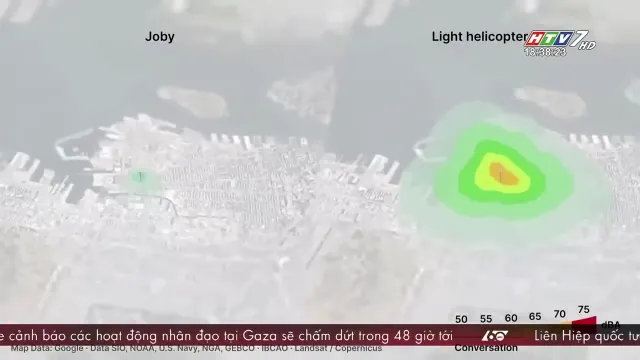 Joby
Light helicopter
HTV7 HD
18:38:23
50 55 60 65 70 75
dBA
cảnh báo các hoạt động nhân đạo tại Gaza sẽ chấm dứt trong 48 giờ tới
Liên Hiệp quốc
Map Data: Google · Data SIO, NOAA, U.S. Navy, NGA, GEBCO · IBCAO · Landsat / Copernicus
Conversation